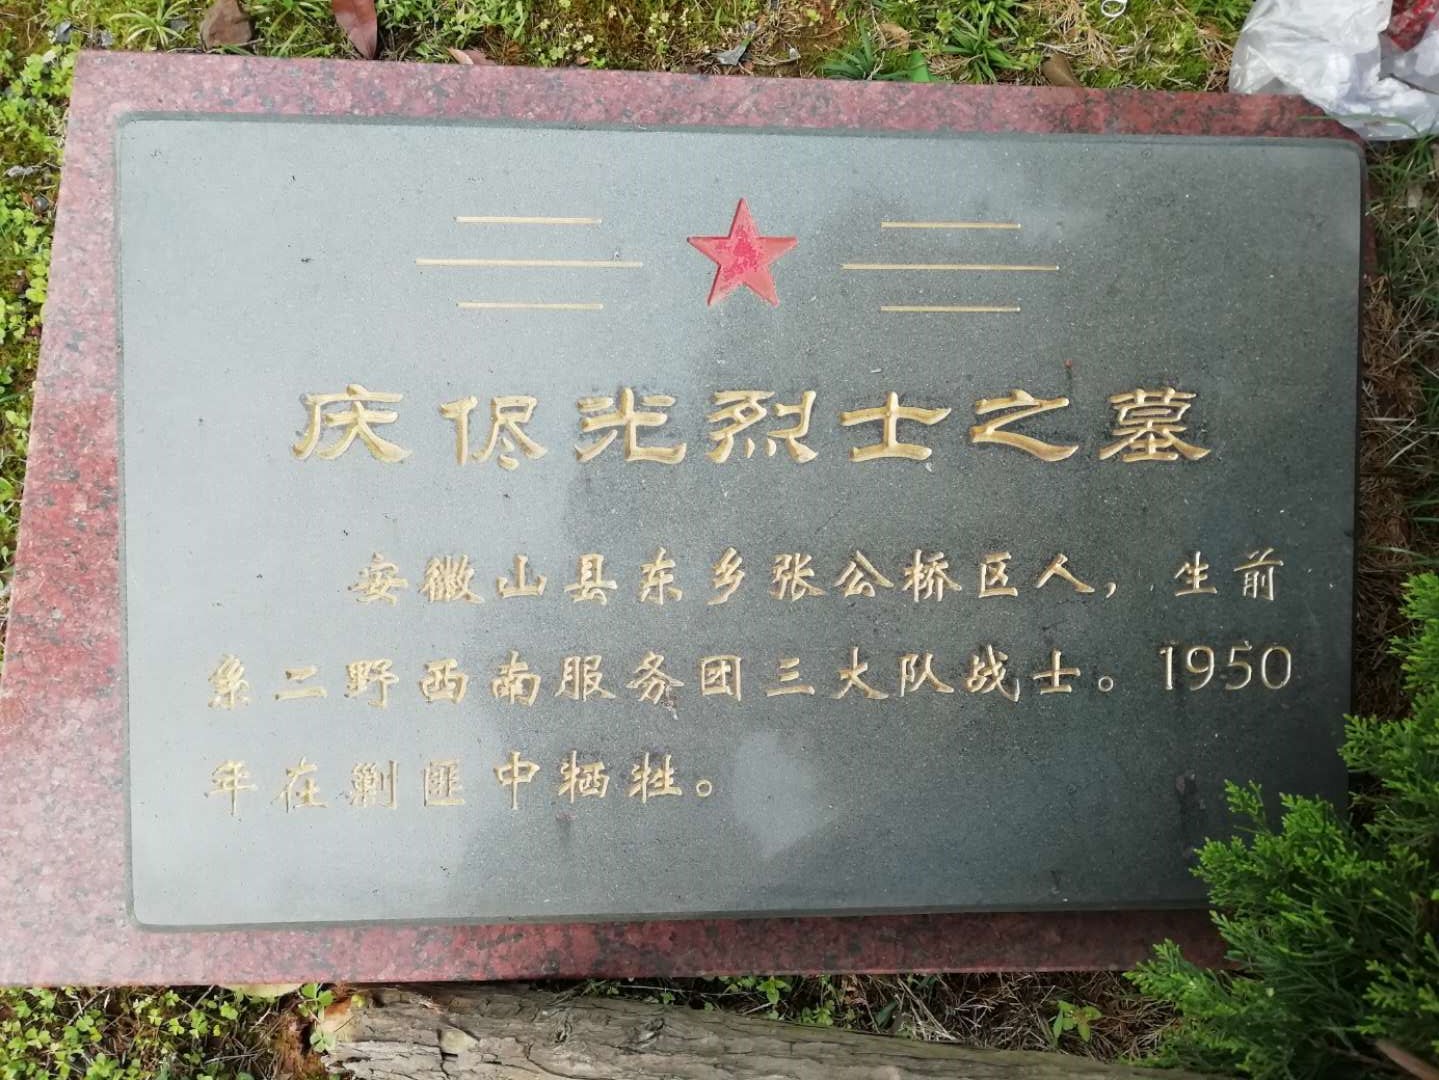 庆侭光烈士之墓
安徽山县东乡张公桥区人，生前
系二野西南服务团三大队战士。1950
年在剿匪中牺牲。